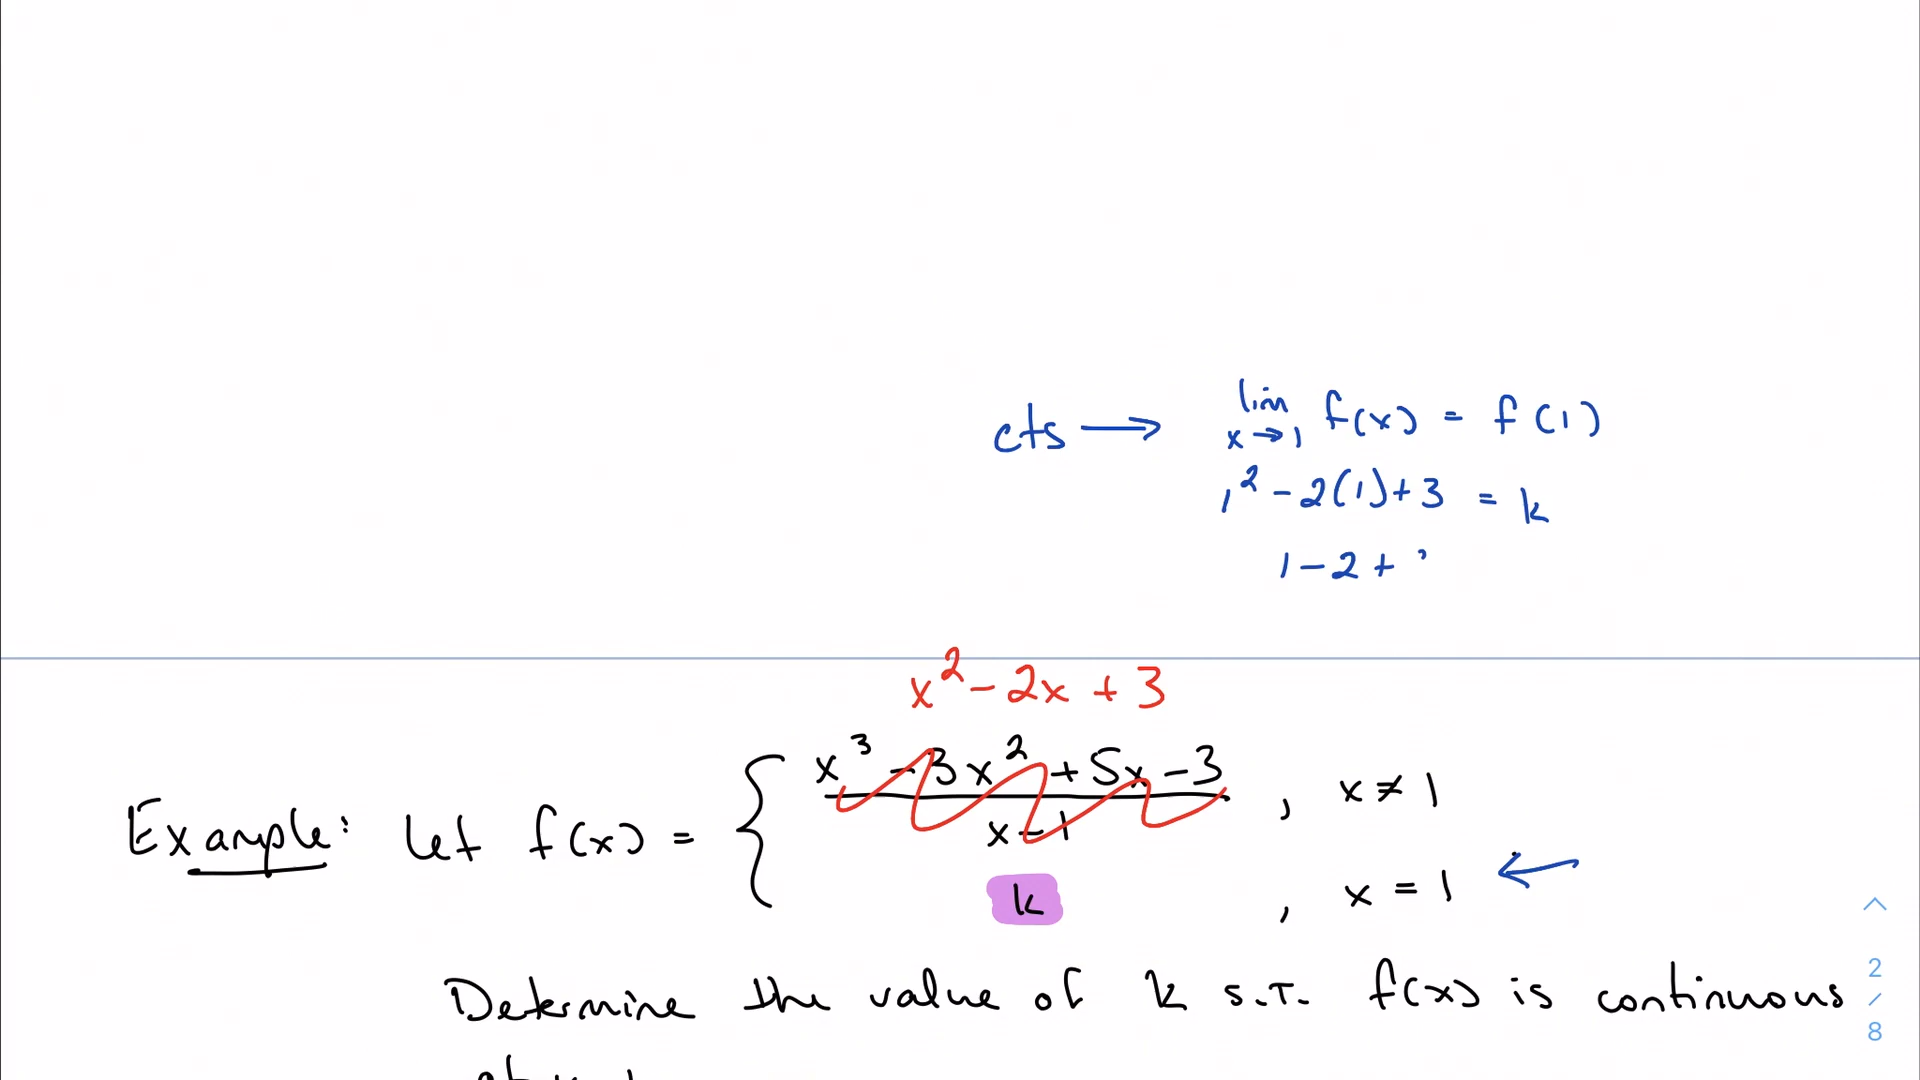 cts → lim x→1 f(x) = f(1)
1² - 2(1) + 3 = k
1 - 2 +
x² - 2x + 3
Example: Let f(x) = { x³ - 3x² + 5x - 3 / x - 1 , x ≠ 1
k , x = 1 ←
Determine the value of k s.t. f(x) is continuous
2 / 8